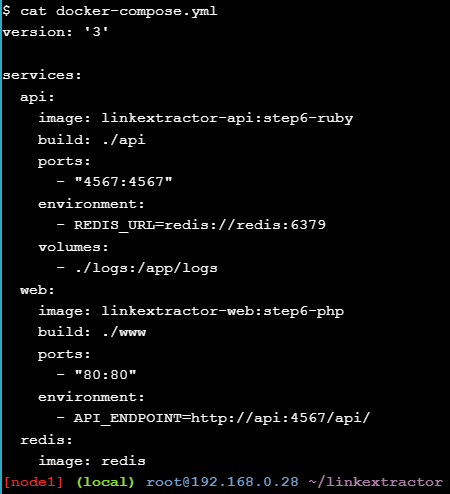 $ cat docker-compose.yml
version: '3'

services:
  api:
    image: linkextractor-api:step6-ruby
    build: ./api
    ports:
      - "4567:4567"
    environment:
      - REDIS_URL=redis://redis:6379
    volumes:
      - ./logs:/app/logs
  web:
    image: linkextractor-web:step6-php
    build: ./www
    ports:
      - "80:80"
    environment:
      - API_ENDPOINT=http://api:4567/api/
  redis:
    image: redis
[node1] (local) root@192.168.0.28 ~/linkextractor